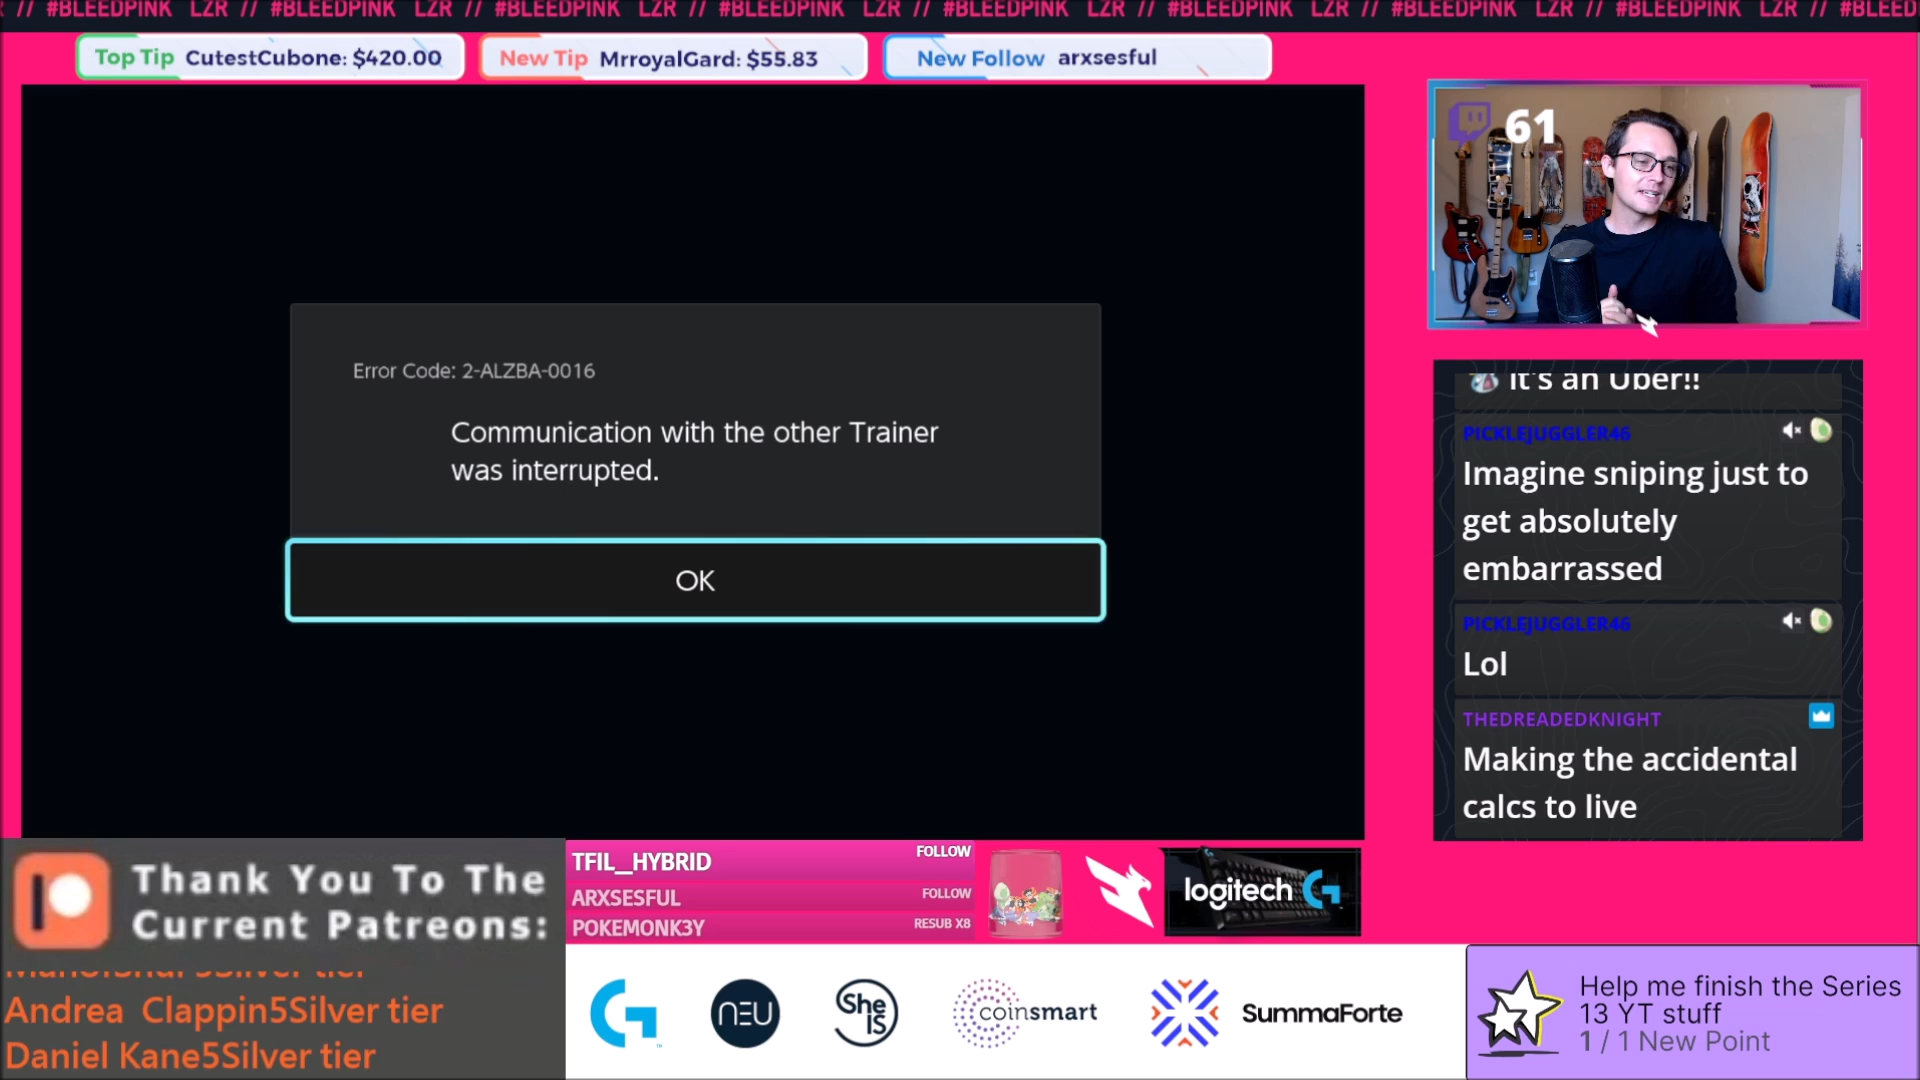 // #BLEEDPINK LZR // #BLEEDPINK LZR // #BLEEDPINK LZR // #BLEEDPINK LZR // #BLEEDPINK LZR // #BLEEDPINK LZR // #BLEEDPINK LZR // #BLEEDPINK LZR // #BLEED
Top Tip CutestCubone: $420.00
New Tip MrroyalGard: $55.83
New Follow arxsesful
61
Error Code: 2-ALZBA-0016
Communication with the other Trainer
was interrupted.
OK
it's an Uber!!
PICKLEJUGGLER46
Imagine sniping just to
get absolutely
embarrassed
PICKLEJUGGLER46
Lol
THEDREADEDKNIGHT
Making the accidental
calcs to live
Thank You To The
Current Patreons:
Andrea Clappin5Silver tier
Daniel Kane5Silver tier
TFIL_HYBRID FOLLOW
ARXSESFUL FOLLOW
POKEMONK3Y RESUB X8
logitech G
NEU
She
IS
coinsmart
SummaForte
Help me finish the Series
13 YT stuff
1 / 1 New Point